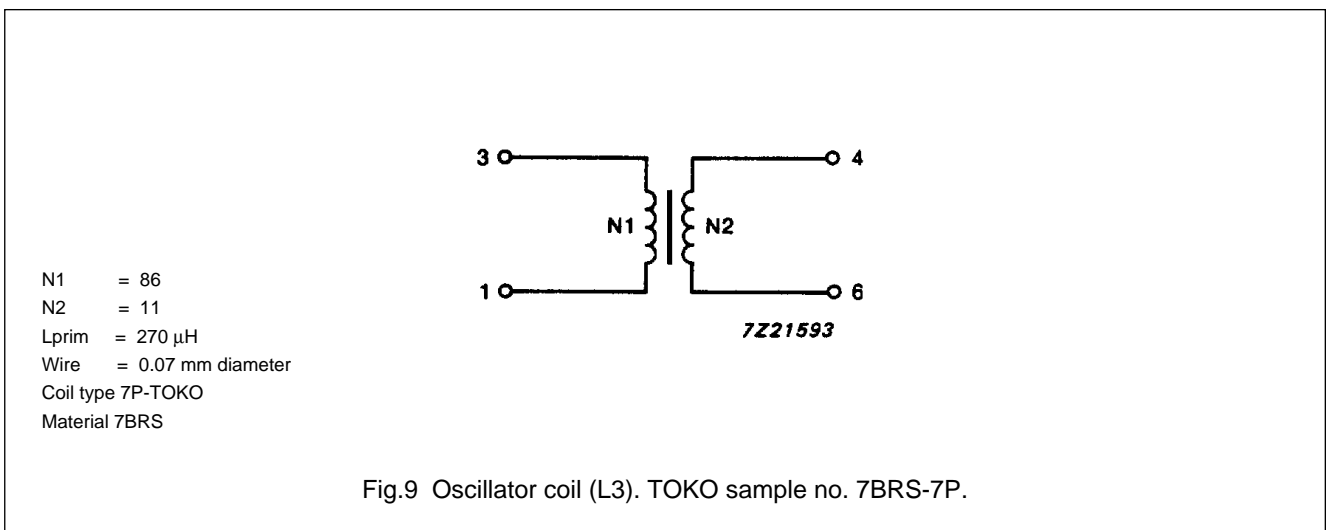 3 4
N1 N2
1 6
7Z21593
N1 = 86
N2 = 11
Lprim = 270 μH
Wire = 0.07 mm diameter
Coil type 7P-TOKO
Material 7BRS
Fig.9 Oscillator coil (L3). TOKO sample no. 7BRS-7P.